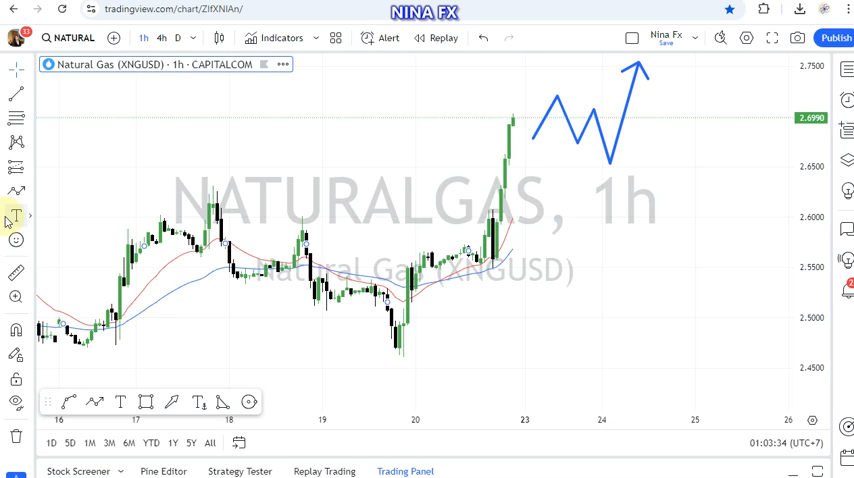 tradingview.com/chart/ZIfXNIAn/
NINA FX
33
NATURAL
1h 4h D
Indicators
Alert
Replay
Nina Fx
Save
Publish
Natural Gas (XNGUSD) · 1h · CAPITALCOM
2.7500
2.6990
2.6500
2.6000
2.5500
2.5000
2.4500
NATURALGAS, 1h
Natural Gas (XNGUSD)
T
T
T
2
16 17 18 19 20 23 24 25 26
1D 5D 1M 3M 6M YTD 1Y 5Y All
01:03:34 (UTC+7)
Stock Screener Pine Editor Strategy Tester Replay Trading Trading Panel